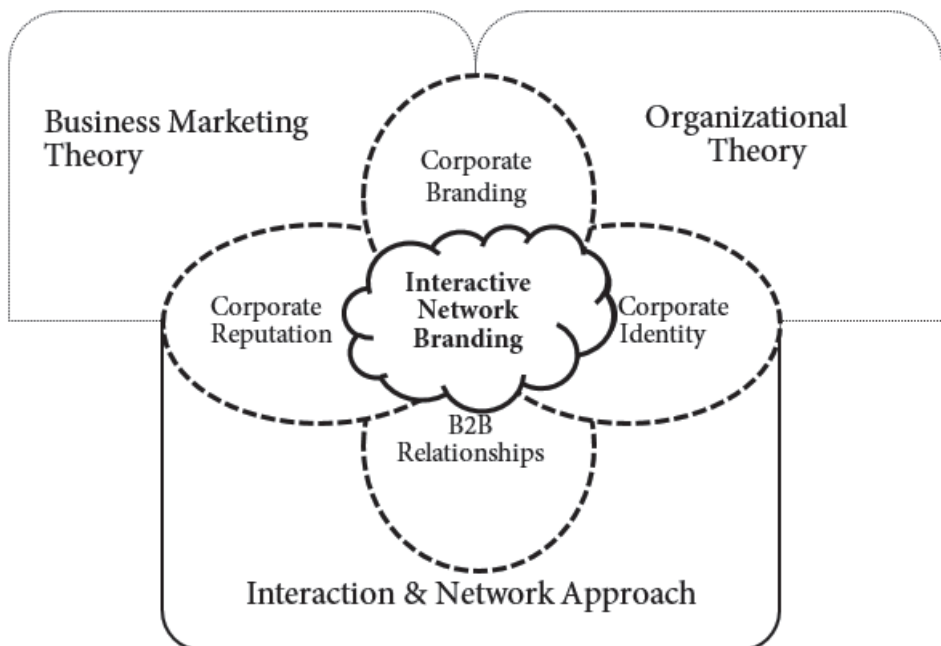 Business Marketing
Theory
Organizational
Theory
Corporate
Branding
Interactive
Network
Branding
Corporate
Reputation
Corporate
Identity
B2B
Relationships
Interaction & Network Approach